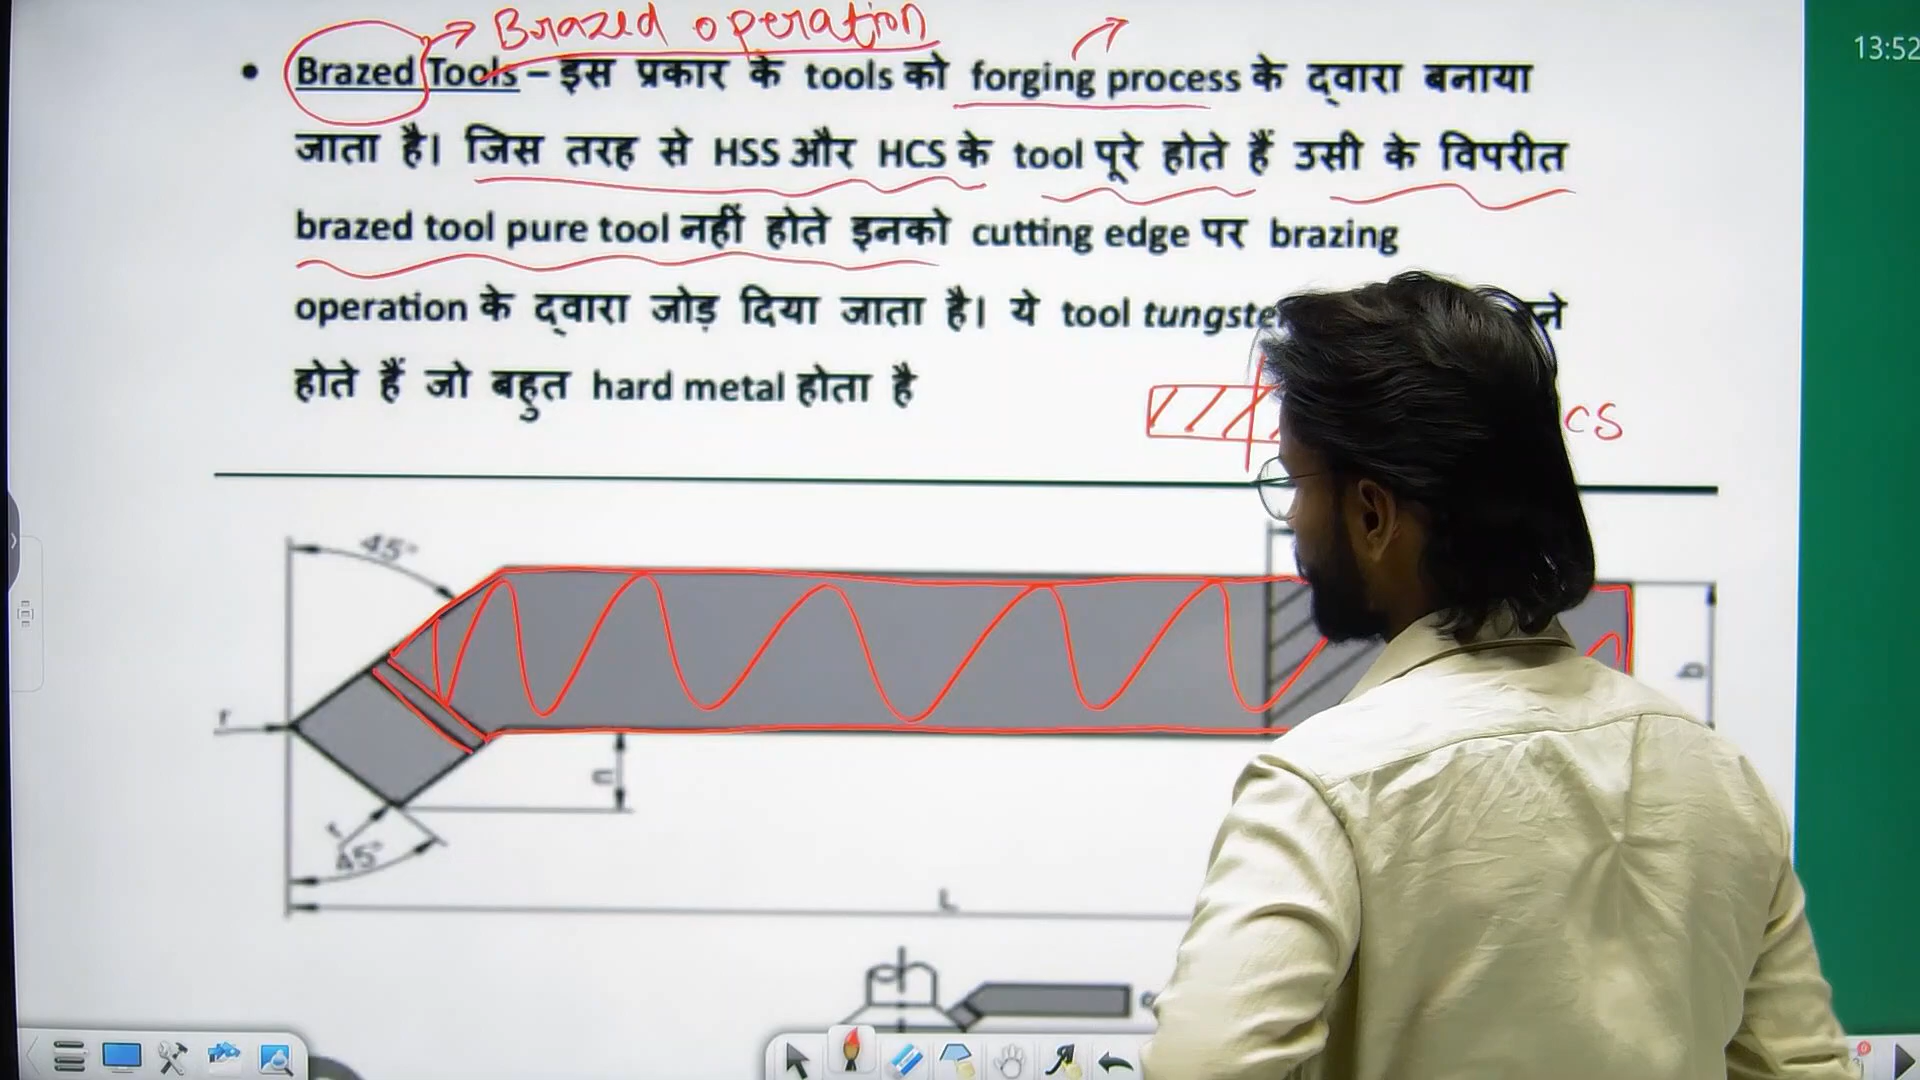 Brazed operation
13:52
• Brazed Tools – इस प्रकार के tools को forging process के द्वारा बनाया
जाता है। जिस तरह से HSS और HCS के tool पूरे होते हैं उसी के विपरीत
brazed tool pure tool नहीं होते इनको cutting edge पर brazing
operation के द्वारा जोड़ दिया जाता है। ये tool
होते हैं जो बहुत hard metal होता है
CS
45°
b
r
n
r
45°
L